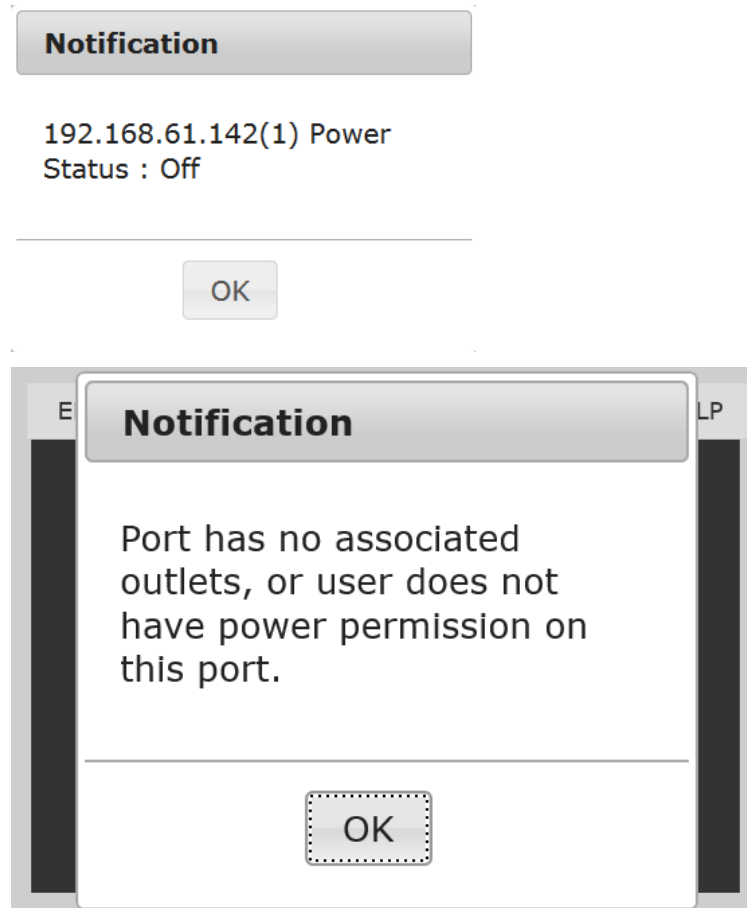 Notification
192.168.61.142(1) Power
Status : Off
OK
E
LP
Notification
Port has no associated
outlets, or user does not
have power permission on
this port.
OK